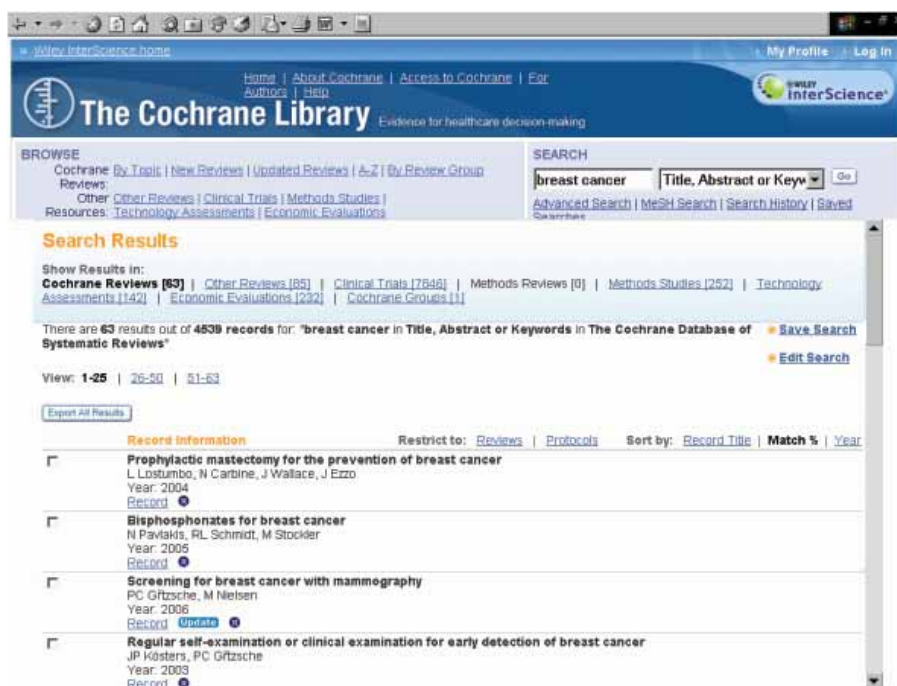 Wiley InterScience home
My Profile Log In
Home | About Cochrane | Access to Cochrane | For
Authors | Help
The Cochrane Library Evidence for healthcare decision-making
WILEY
InterScience
BROWSE
Cochrane By Topic | New Reviews | Updated Reviews | A-Z | By Review Group
Reviews:
Other Other Reviews | Clinical Trials | Methods Studies |
Resources: Technology Assessments | Economic Evaluations
SEARCH
breast cancer Title, Abstract or Keyw Go
Advanced Search | MeSH Search | Search History | Saved
Searches
Search Results
Show Results in:
Cochrane Reviews [63] | Other Reviews [85] | Clinical Trials [7646] | Methods Reviews [0] | Methods Studies [252] | Technology
Assessments [142] | Economic Evaluations [232] | Cochrane Groups [1]
There are 63 results out of 4539 records for: "breast cancer in Title, Abstract or Keywords in The Cochrane Database of
Systematic Reviews"
Save Search
Edit Search
View: 1-25 | 26-50 | 51-63
Export All Results
Record Information Restrict to: Reviews | Protocols Sort by: Record Title | Match % | Year
Prophylactic mastectomy for the prevention of breast cancer
L Lostumbo, N Carbine, J Wallace, J Ezzo
Year: 2004
Record
Bisphosphonates for breast cancer
N Pavlakis, RL Schmidt, M Stockler
Year: 2005
Record
Screening for breast cancer with mammography
PC Gftzsche, M Nielsen
Year: 2006
Record Update
Regular self-examination or clinical examination for early detection of breast cancer
JP Kösters, PC Gftzsche
Year: 2003
Record